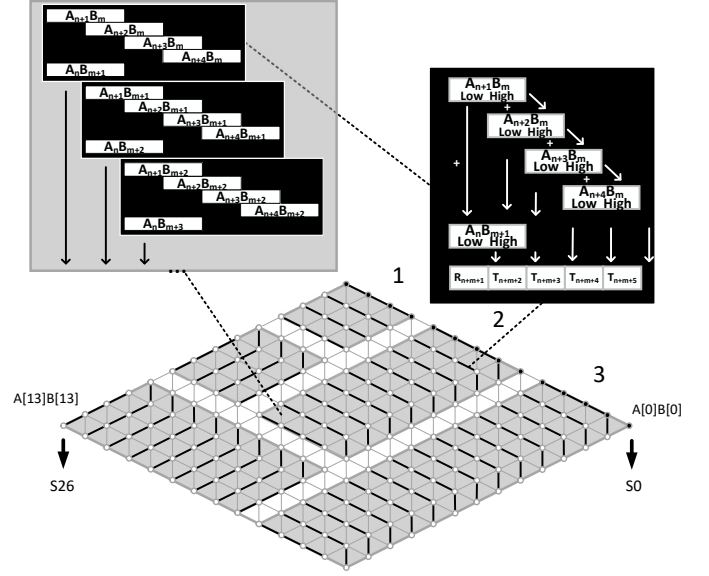 Aₙ₊₁Bₘ
Aₙ₊₂Bₘ
Aₙ₊₃Bₘ
Aₙ₊₄Bₘ
AₙBₘ₊₁
Aₙ₊₁Bₘ₊₁
Aₙ₊₂Bₘ₊₁
Aₙ₊₃Bₘ₊₁
Aₙ₊₄Bₘ₊₁
AₙBₘ₊₂
Aₙ₊₁Bₘ₊₂
Aₙ₊₂Bₘ₊₂
Aₙ₊₃Bₘ₊₂
Aₙ₊₄Bₘ₊₂
AₙBₘ₊₃
...
Aₙ₊₁Bₘ
Low High
+
Aₙ₊₂Bₘ
Low High
+
+
Aₙ₊₃Bₘ
Low High
+
Aₙ₊₄Bₘ
Low High
AₙBₘ₊₁
Low High
Rₙ₊ₘ₊₁ Tₙ₊ₘ₊₂ Tₙ₊ₘ₊₃ Tₙ₊ₘ₊₄ Tₙ₊ₘ₊₅
1
2
3
A[13]B[13]
A[0]B[0]
S26
S0